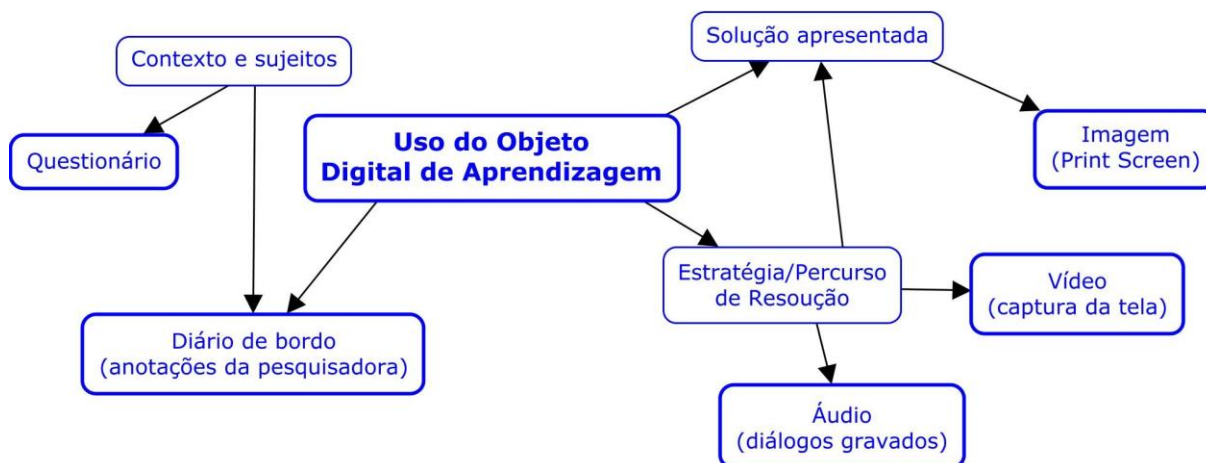 Solução apresentada
Contexto e sujeitos
Questionário
Uso do Objeto
Digital de Aprendizagem
Imagem
(Print Screen)
Estratégia/Percurso
de Resoução
Vídeo
(captura da tela)
Diário de bordo
(anotações da pesquisadora)
Áudio
(diálogos gravados)